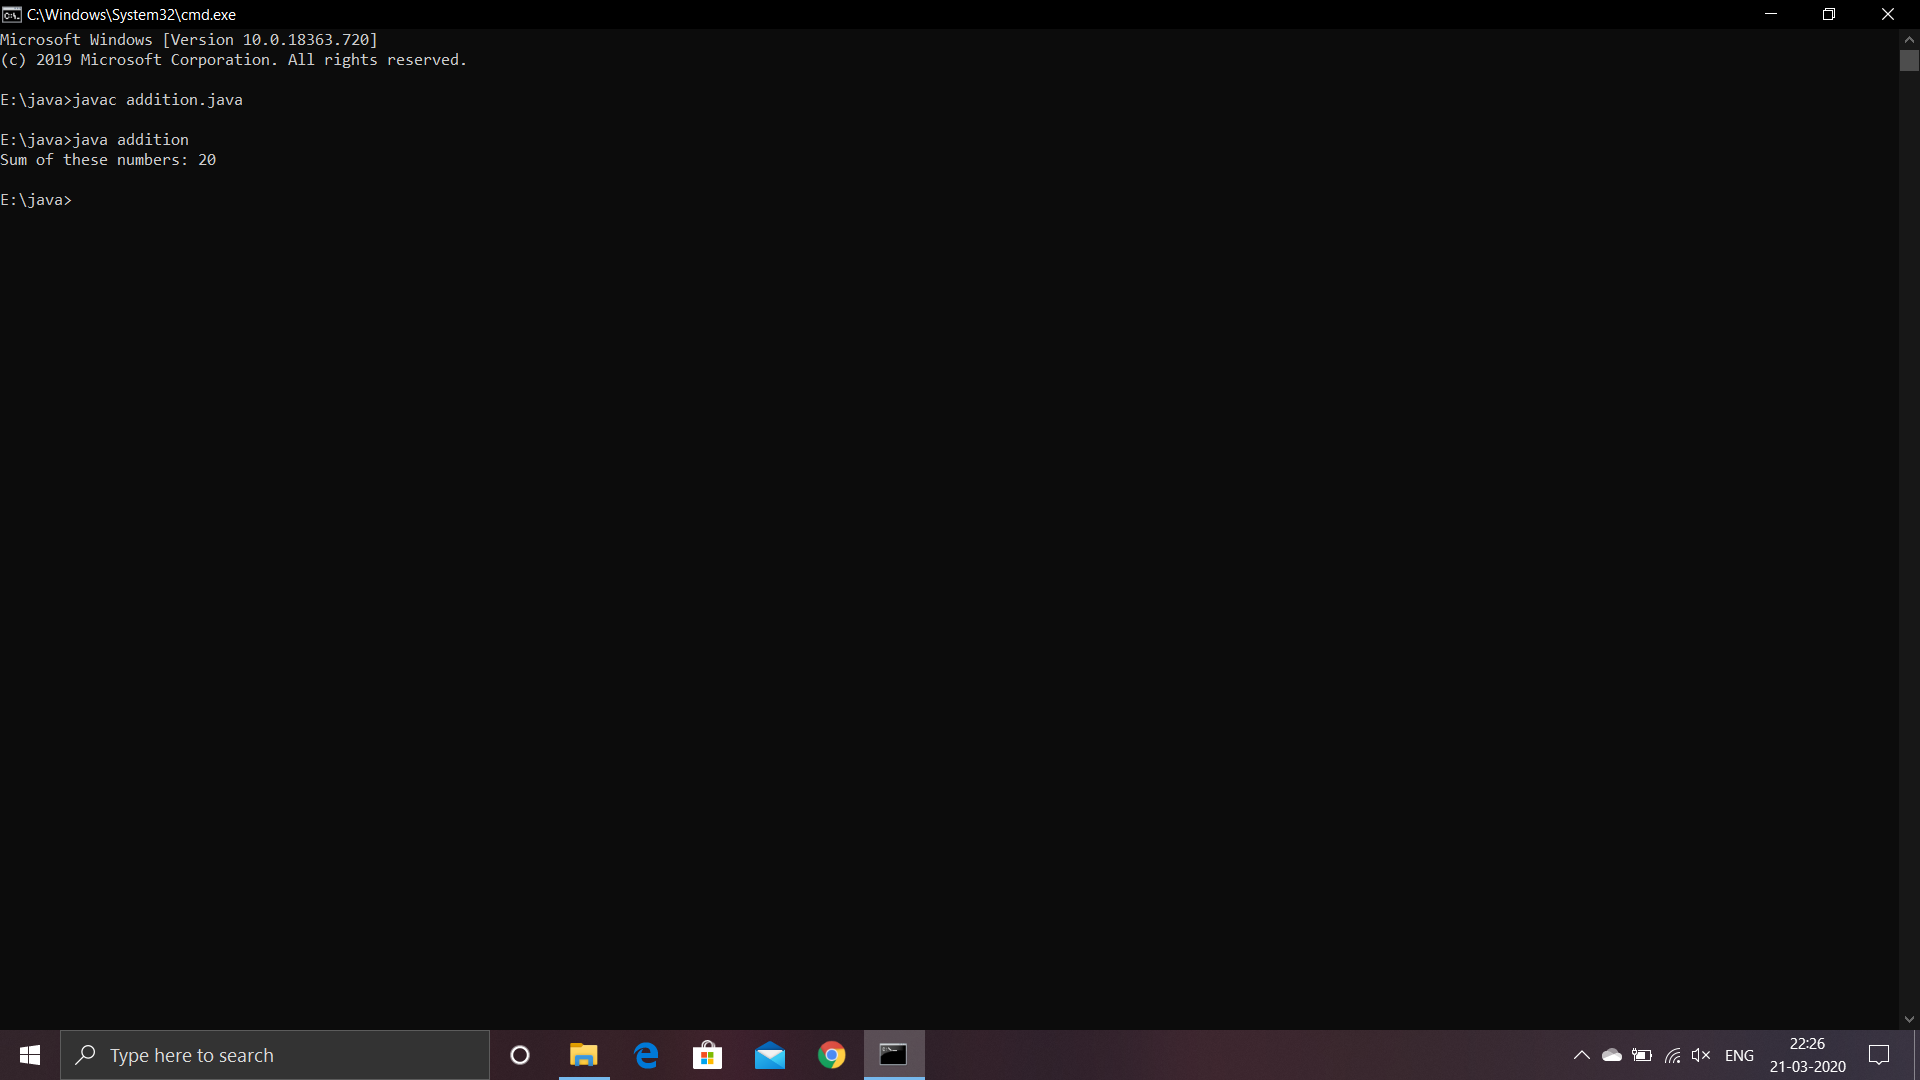 C:\Windows\System32\cmd.exe
Microsoft Windows [Version 10.0.18363.720]
(c) 2019 Microsoft Corporation. All rights reserved.
E:\java>javac addition.java
E:\java>java addition
Sum of these numbers: 20
E:\java>
Type here to search
ENG
22:26
21-03-2020